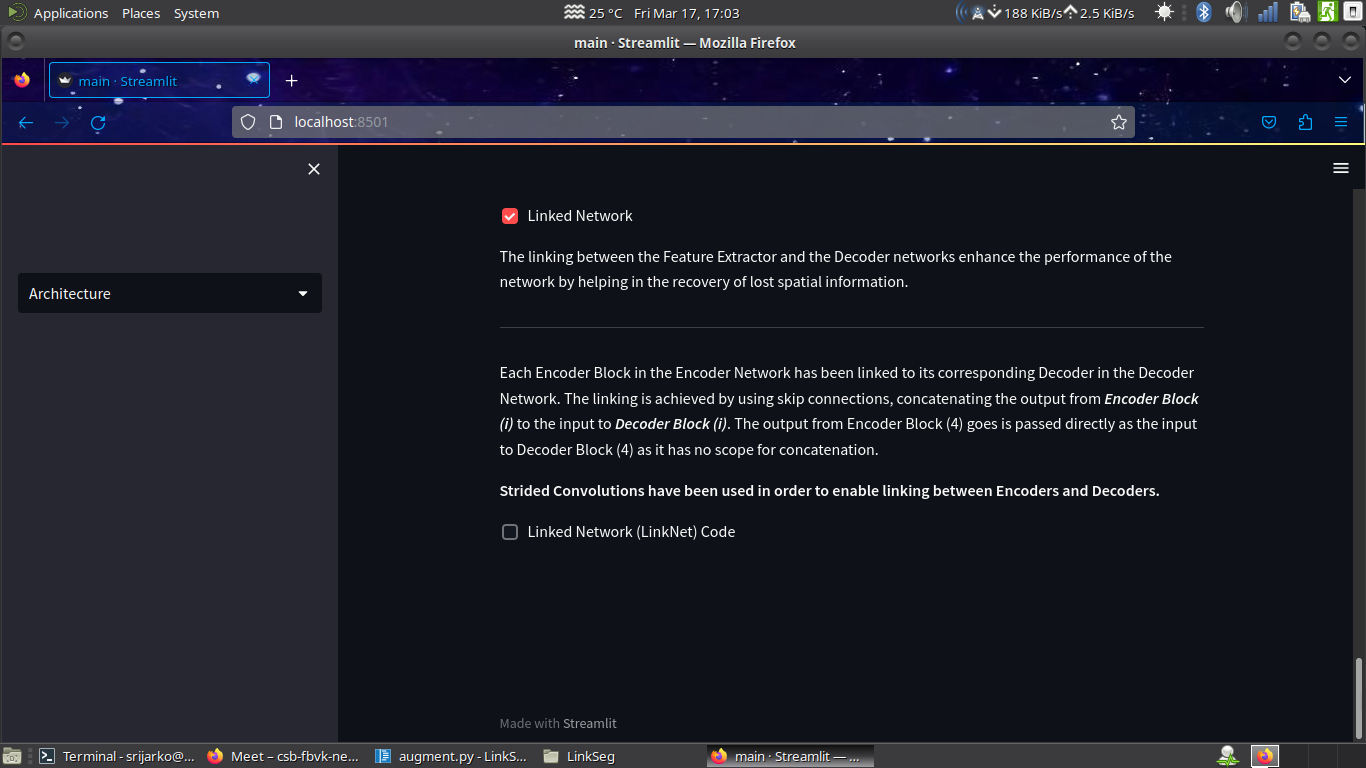 Applications Places System 25 °C Fri Mar 17, 17:03 188 KiB/s 2.5 KiB/s
main · Streamlit — Mozilla Firefox
main · Streamlit
localhost:8501
Architecture
Linked Network
The linking between the Feature Extractor and the Decoder networks enhance the performance of the
network by helping in the recovery of lost spatial information.
Each Encoder Block in the Encoder Network has been linked to its corresponding Decoder in the Decoder
Network. The linking is achieved by using skip connections, concatenating the output from Encoder Block
(i) to the input to Decoder Block (i). The output from Encoder Block (4) goes is passed directly as the input
to Decoder Block (4) as it has no scope for concatenation.
Strided Convolutions have been used in order to enable linking between Encoders and Decoders.
Linked Network (LinkNet) Code
Made with Streamlit
Terminal - srijarko@... Meet – csb-fbvk-ne... augment.py - LinkS... LinkSeg main · Streamlit — ...